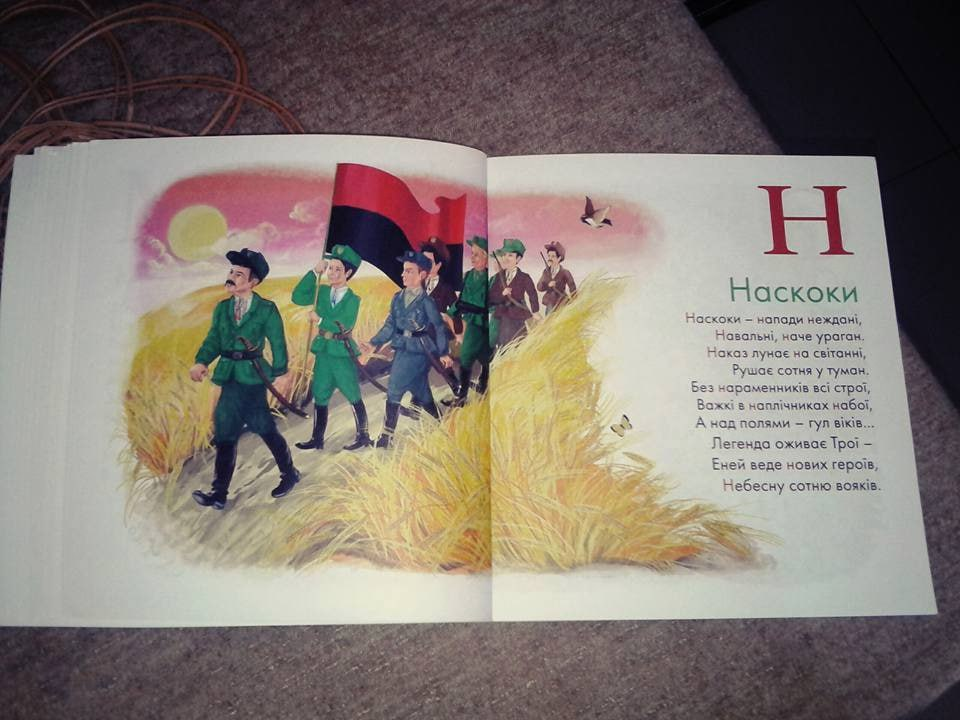 Н
Наскоки
Наскоки – напади неждані,
Навальні, наче ураган.
Наказ лунає на світанні,
Рушає сотня у туман.
Без нараменників всі строї,
Важкі в наплічниках набої,
А над полями – гул віків...
Легенда оживає Трої –
Еней веде нових героїв,
Небесну сотню вояків.